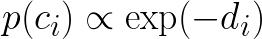 p(c_i) ∝ exp(−d_i)